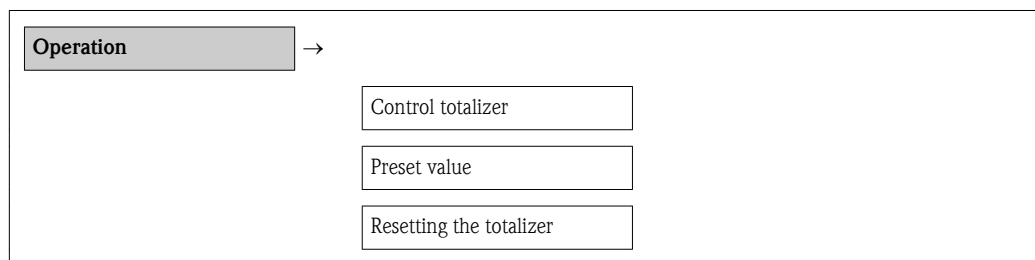 Operation →
Control totalizer
Preset value
Resetting the totalizer